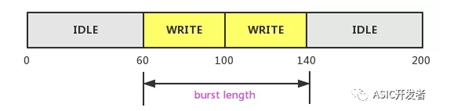 IDLE WRITE WRITE IDLE
0 60 100 140 200
burst length
ASIC开发者